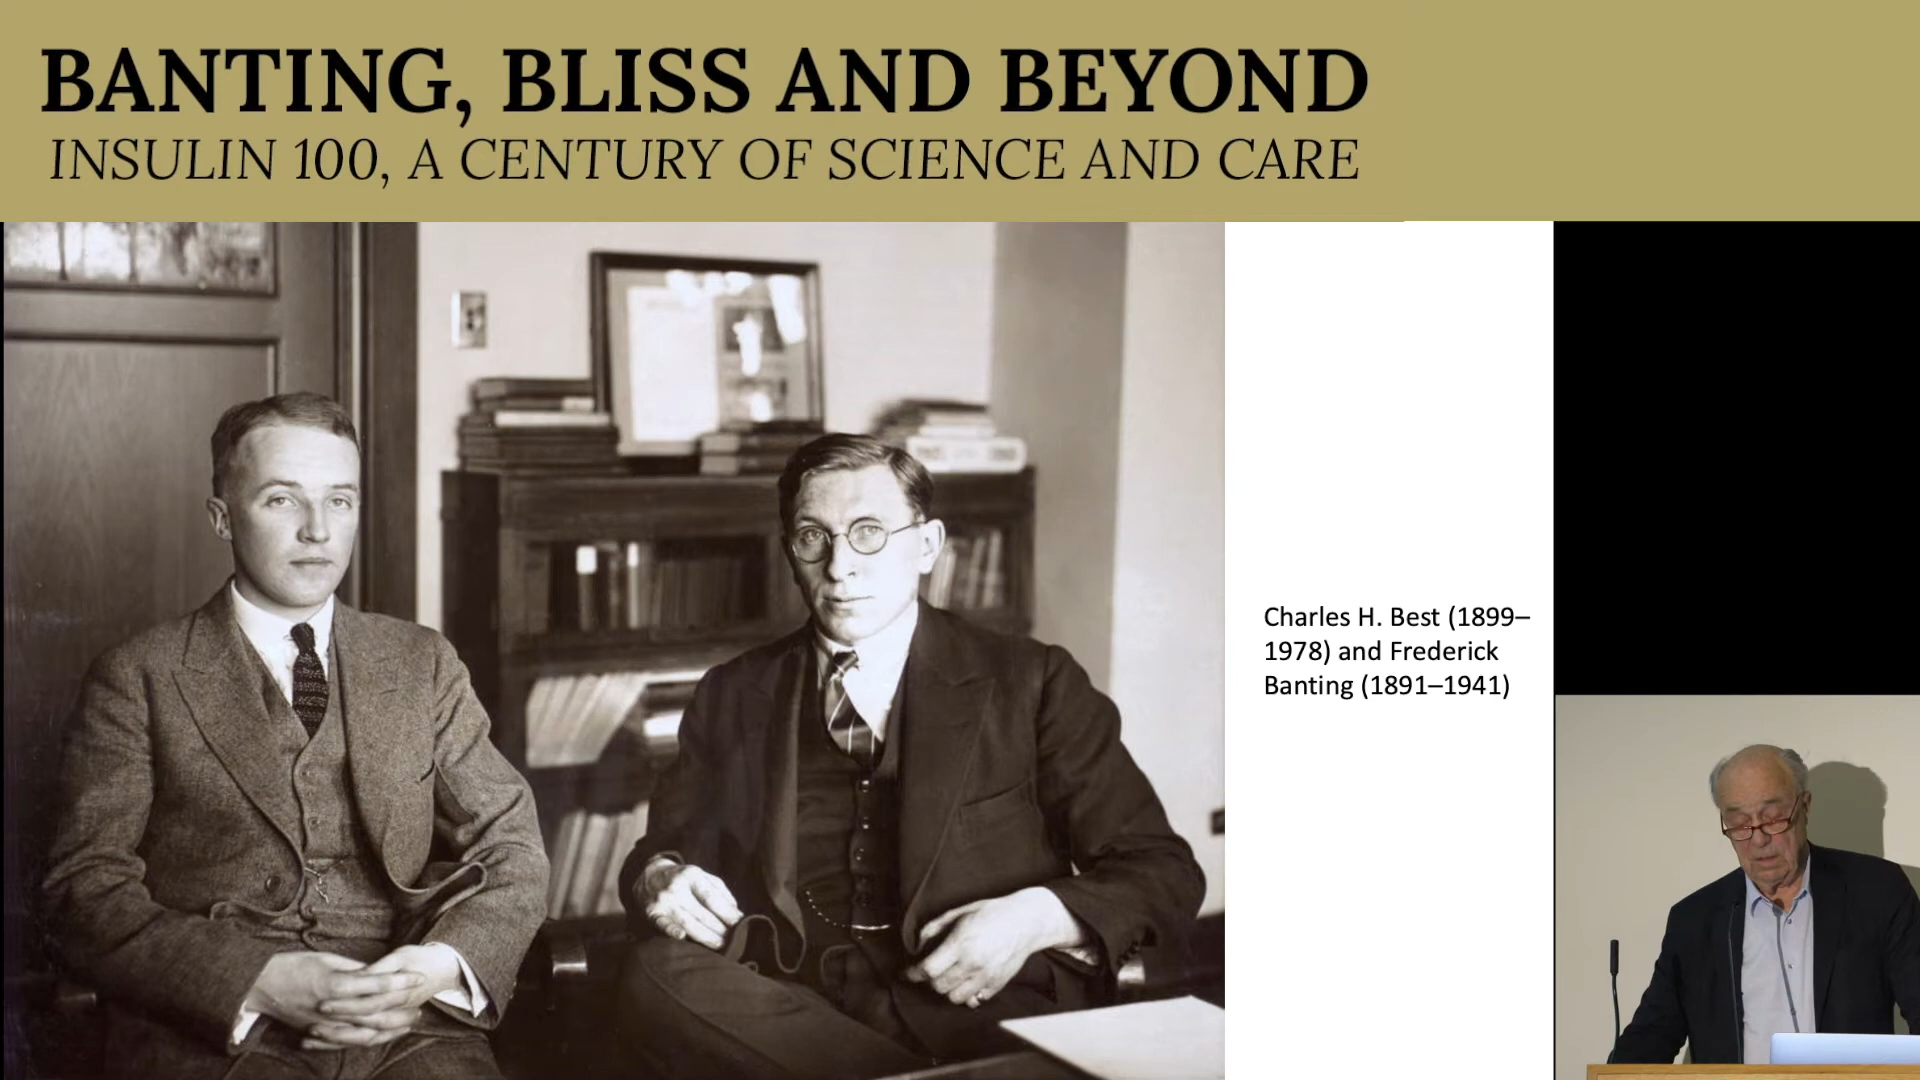 BANTING, BLISS AND BEYOND
INSULIN 100, A CENTURY OF SCIENCE AND CARE
Charles H. Best (1899–
1978) and Frederick
Banting (1891–1941)